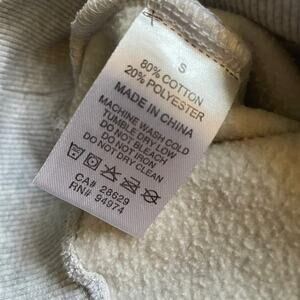 S
80% COTTON
20% POLYESTER
MADE IN CHINA
MACHINE WASH COLD
TUMBLE DRY LOW
DO NOT BLEACH
DO NOT IRON
DO NOT DRY CLEAN
CA# 28629
RN# 94974